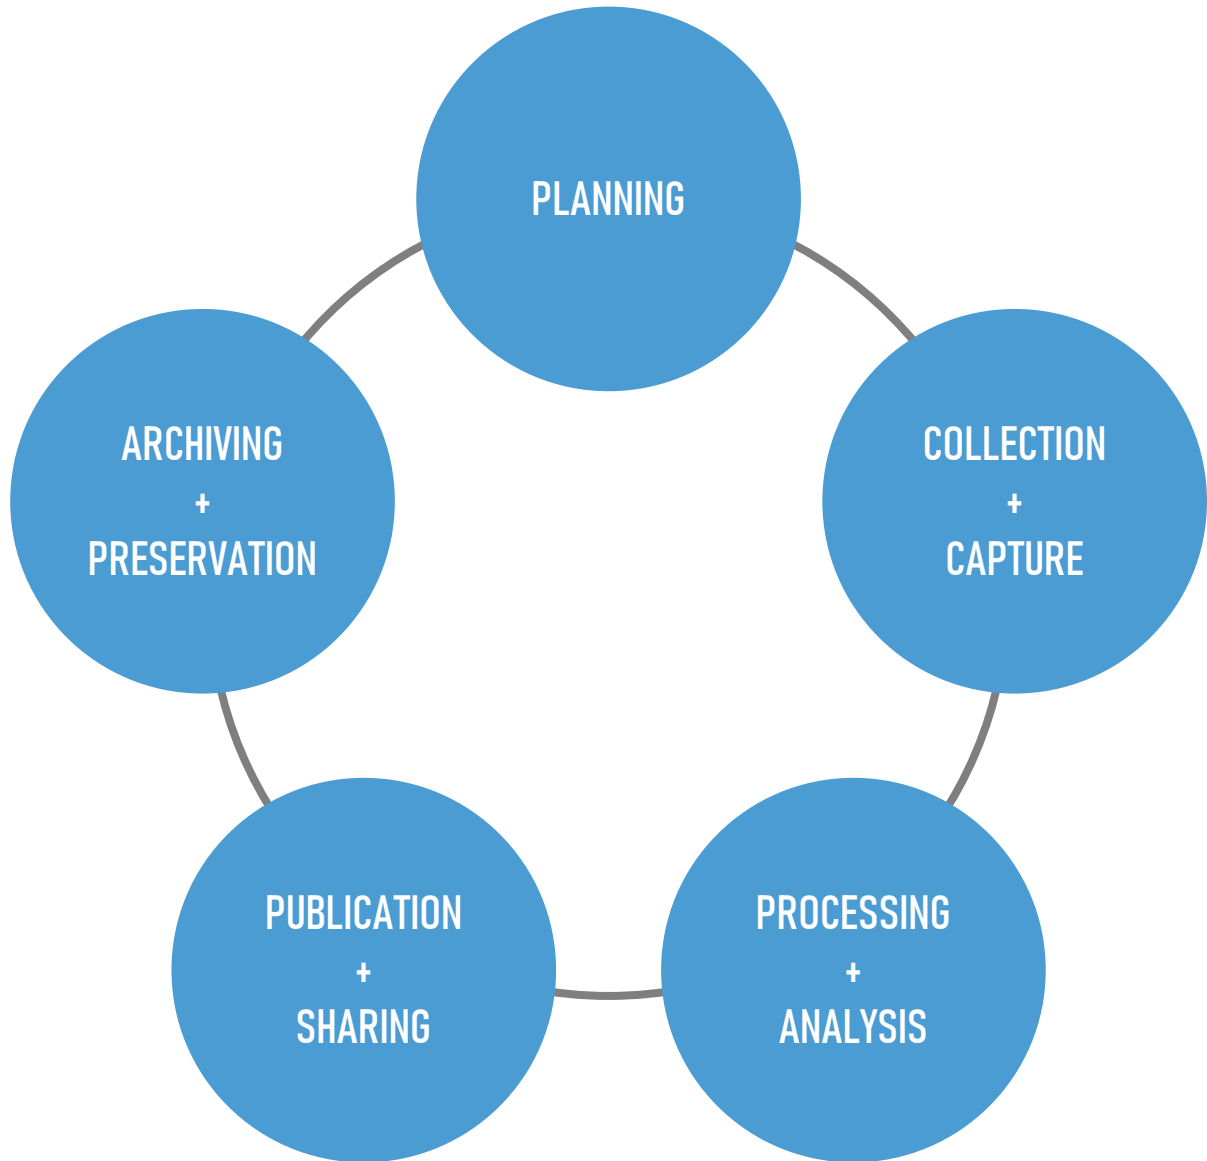 PLANNING
COLLECTION
+
CAPTURE
PROCESSING
+
ANALYSIS
PUBLICATION
+
SHARING
ARCHIVING
+
PRESERVATION